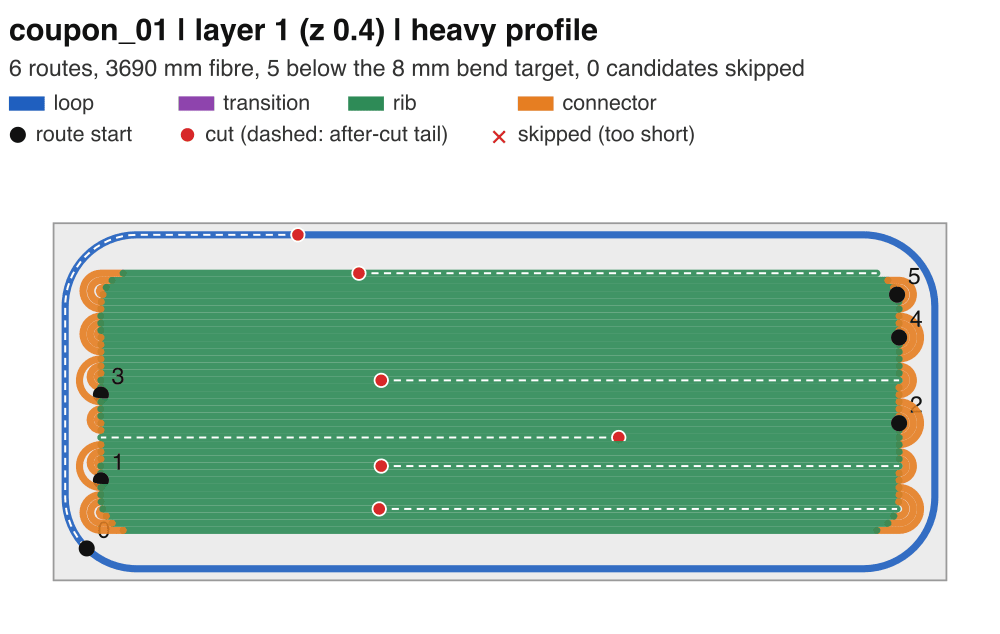 coupon_01 | layer 1 (z 0.4) | heavy profile
6 routes, 3690 mm fibre, 5 below the 8 mm bend target, 0 candidates skipped
loop transition rib connector
route start cut (dashed: after-cut tail) skipped (too short)
5
4
3
2
1
0